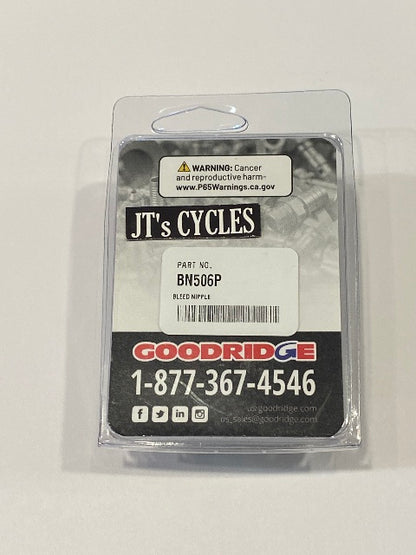 ⚠ WARNING: Cancer
and reproductive harm-
www.P65Warnings.ca.gov
JT's CYCLES
PART NO.
BN506P
BLEED NIPPLE
GOODRIDGE
1-877-367-4546
us.goodridge.com
us_sales@goodridge.com